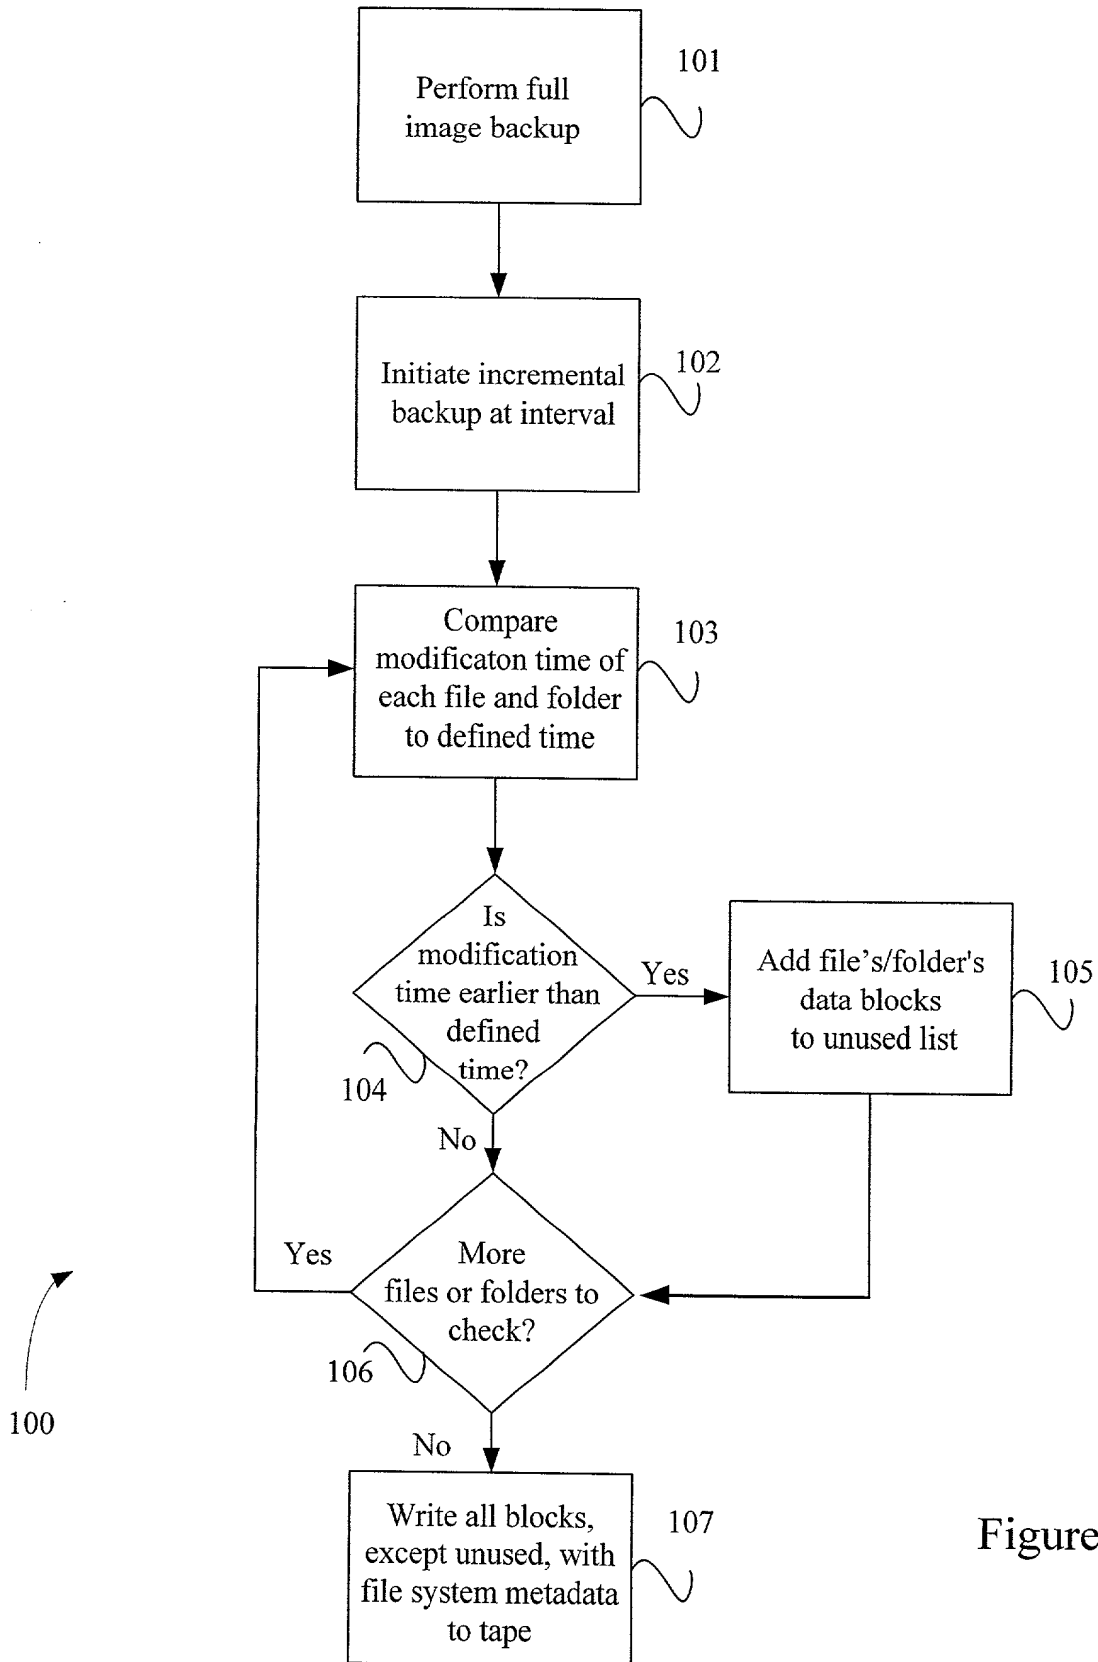 Perform full
image backup
101
Initiate incremental
backup at interval
102
Compare
modificaton time of
each file and folder
to defined time
103
Is
modification
time earlier than
defined
time?
104
Yes
Add file's/folder's
data blocks
to unused list
105
No
More
files or folders to
check?
106
Yes
100
No
Write all blocks,
except unused, with
file system metadata
to tape
107
Figure